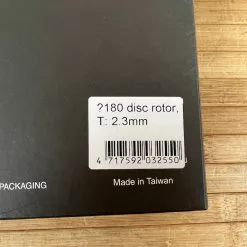 ?180 disc rotor,
T: 2.3mm
4 717592 032550
PACKAGING
Made in Taiwan